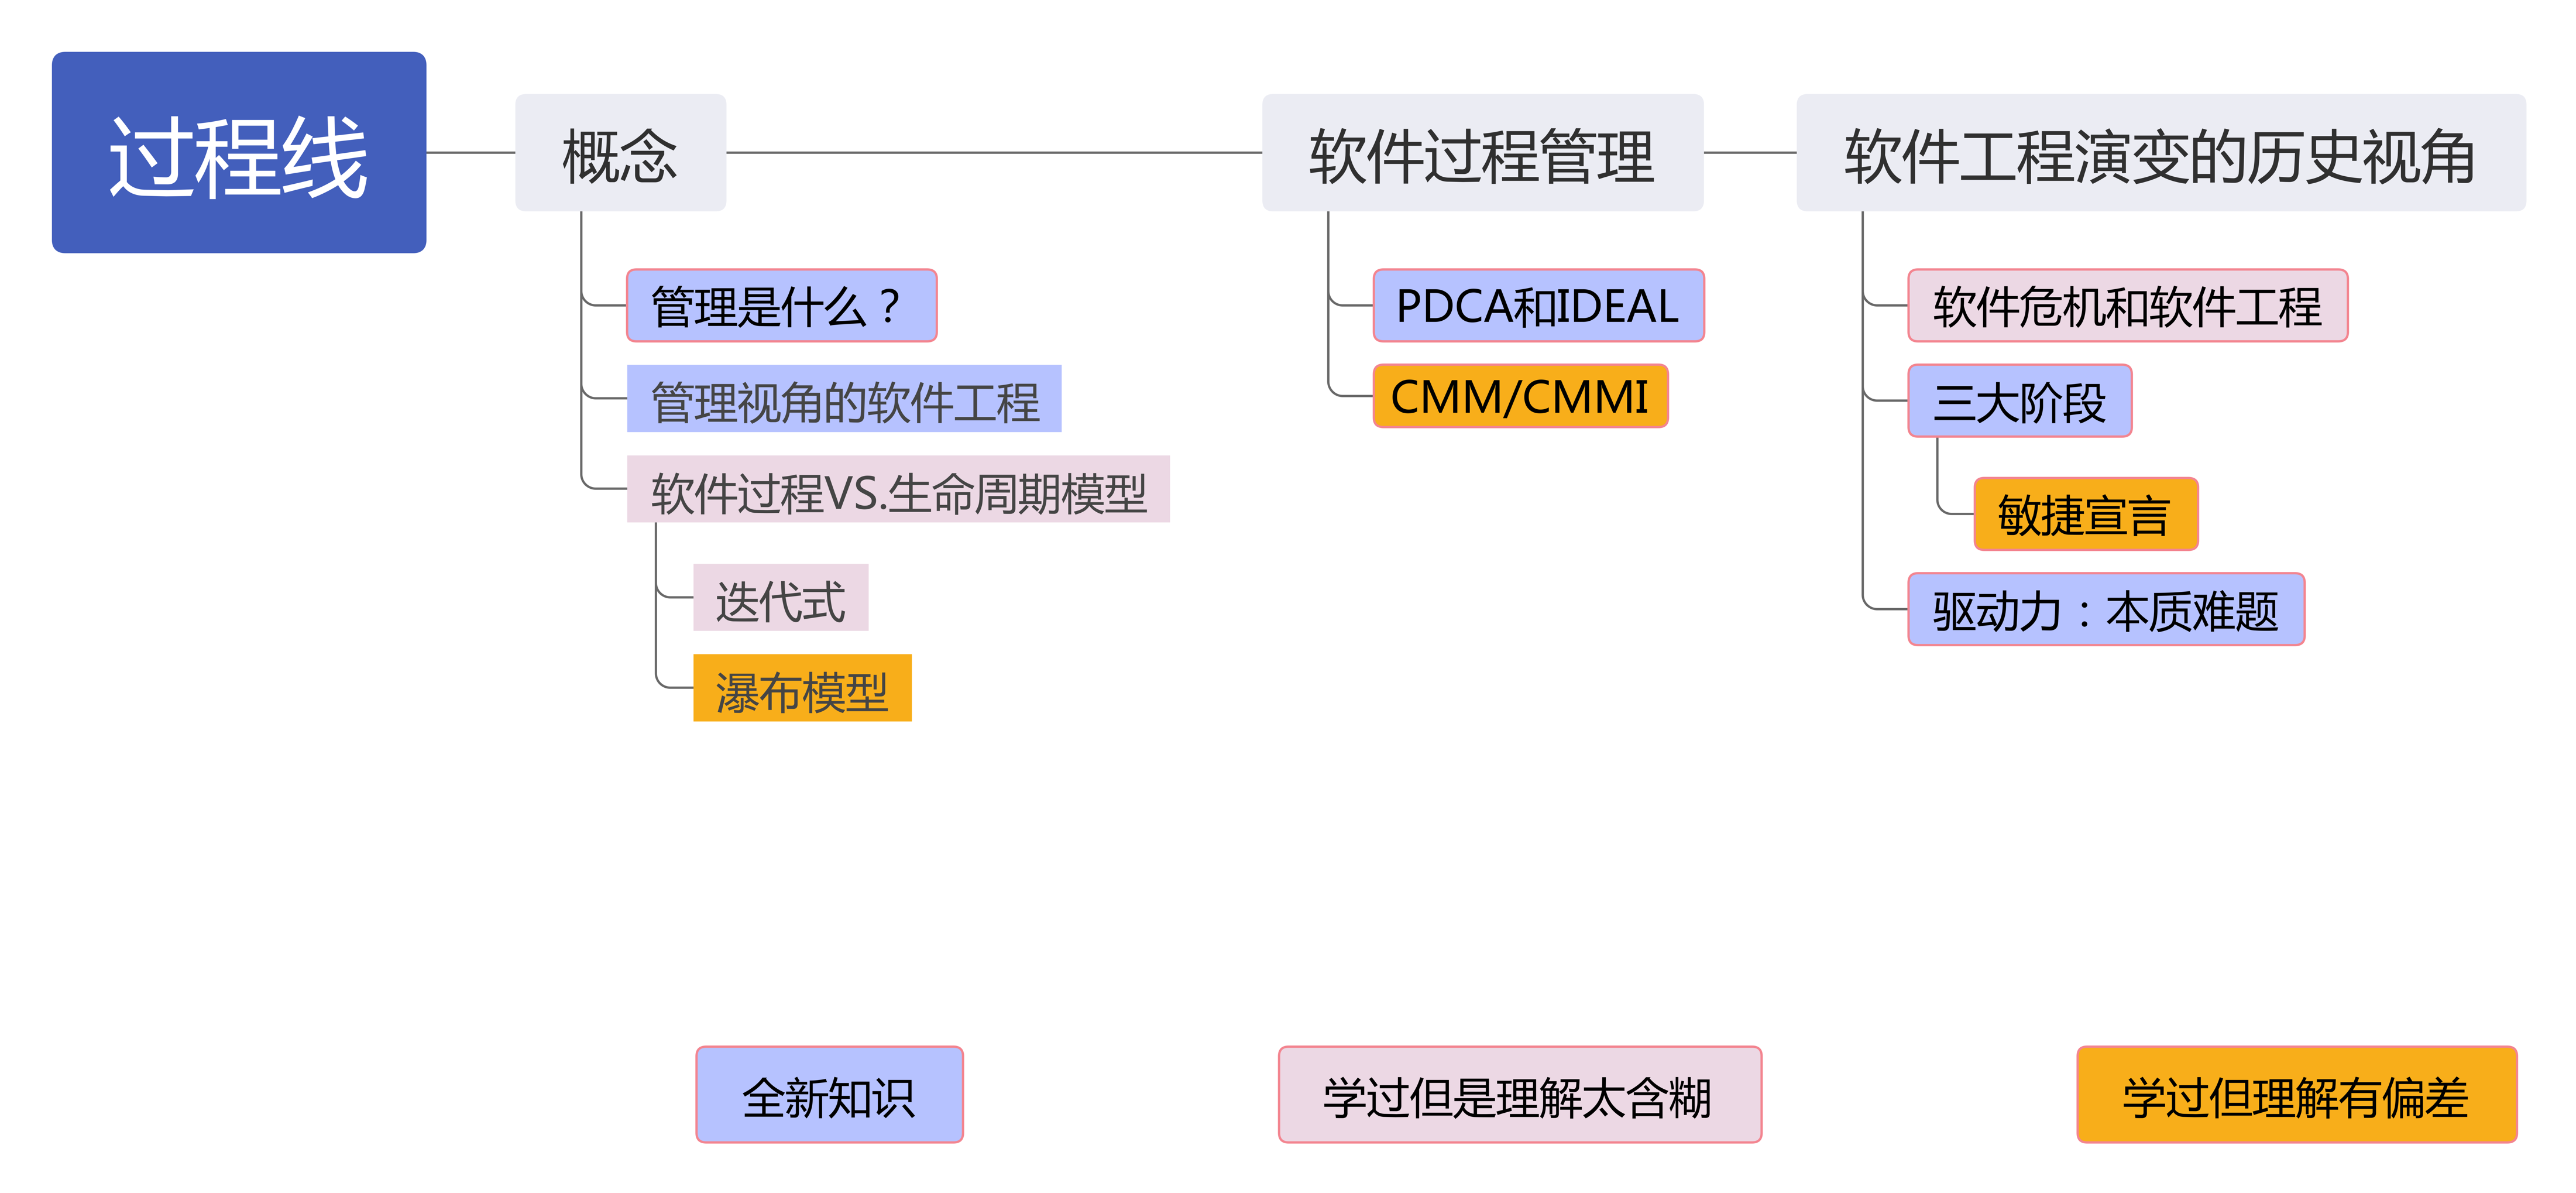 过程线
概念
管理是什么？
管理视角的软件工程
软件过程VS.生命周期模型
迭代式
瀑布模型
软件过程管理
PDCA和IDEAL
CMM/CMMI
软件工程演变的历史视角
软件危机和软件工程
三大阶段
敏捷宣言
驱动力：本质难题
全新知识
学过但是理解太含糊
学过但理解有偏差